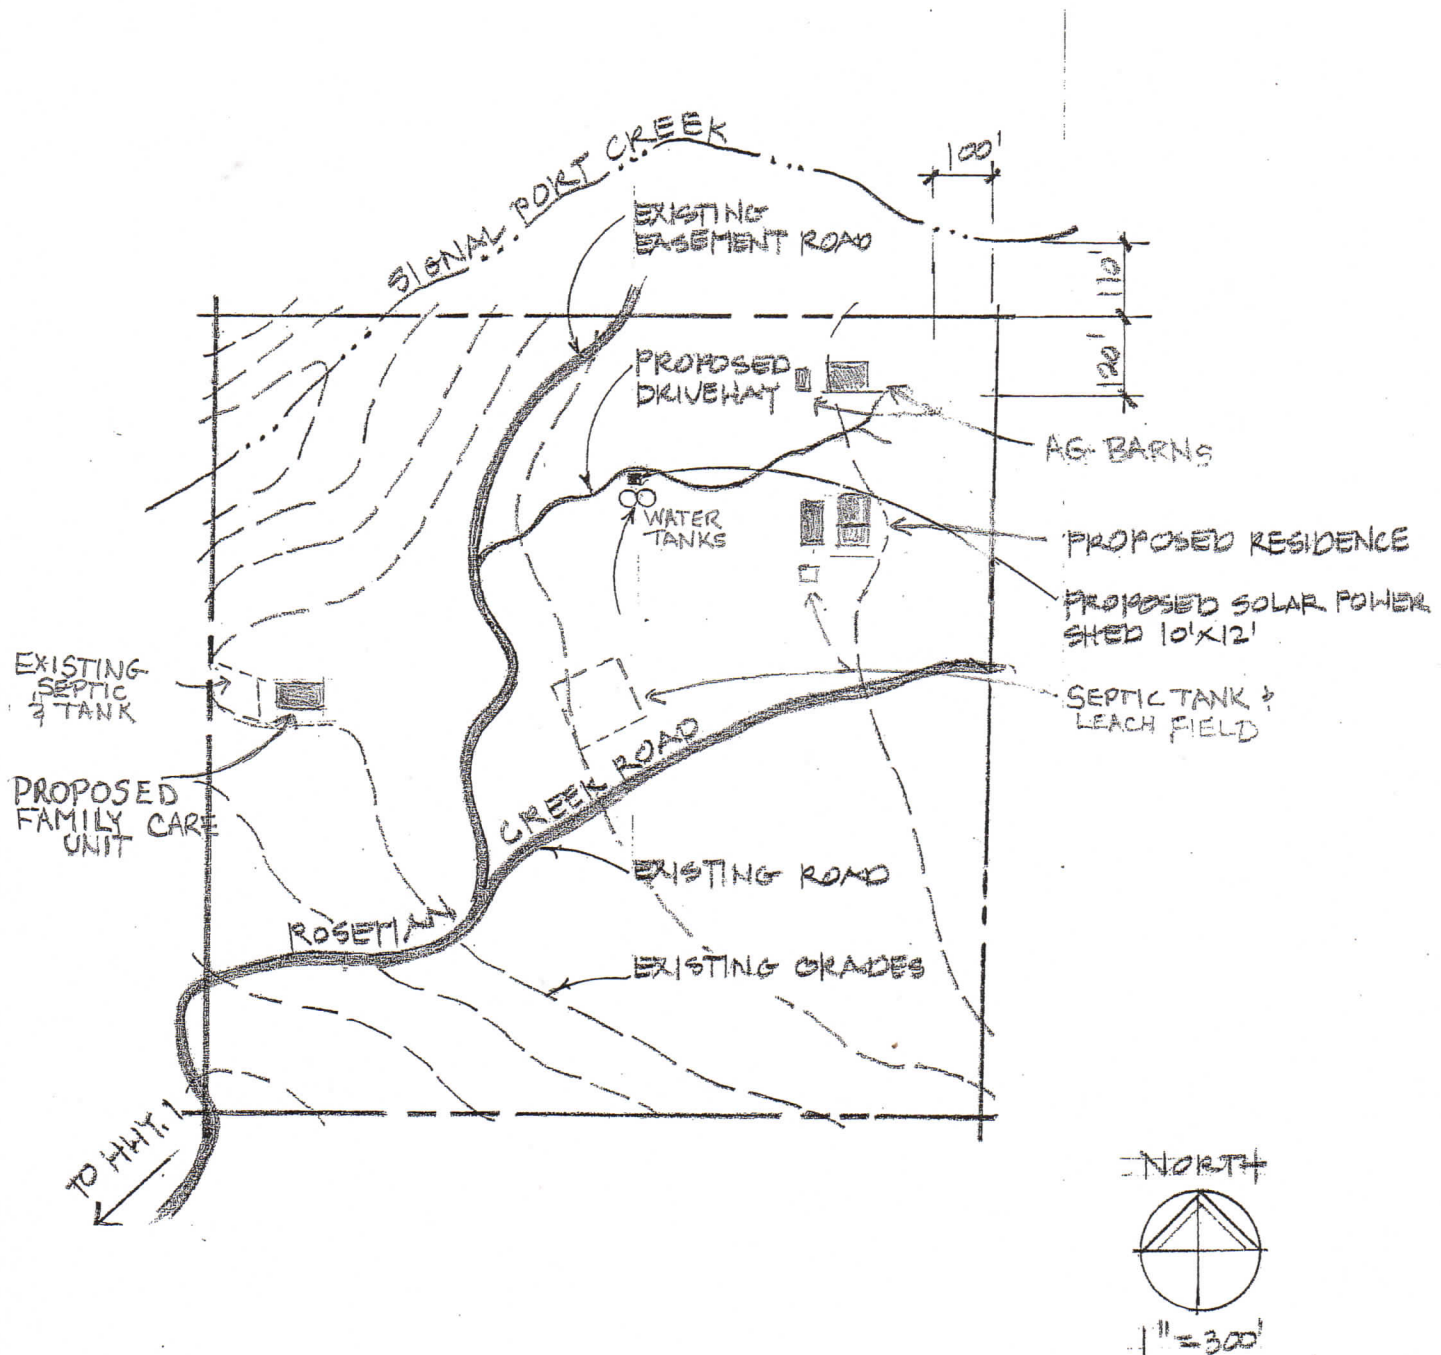 SIGNAL PORT CREEK
100'
EXISTING
EASEMENT ROAD
110'
PROPOSED
DRIVEWAY
120'
AG. BARNS
WATER
TANKS
PROPOSED RESIDENCE
PROPOSED SOLAR POWER
SHED 10'X12'
EXISTING
SEPTIC
& TANK
SEPTIC TANK &
LEACH FIELD
PROPOSED
FAMILY CARE
UNIT
ROSEMAN CREEK ROAD
EXISTING ROAD
EXISTING GRADES
TO HWY. 1
NORTH
1"=300'